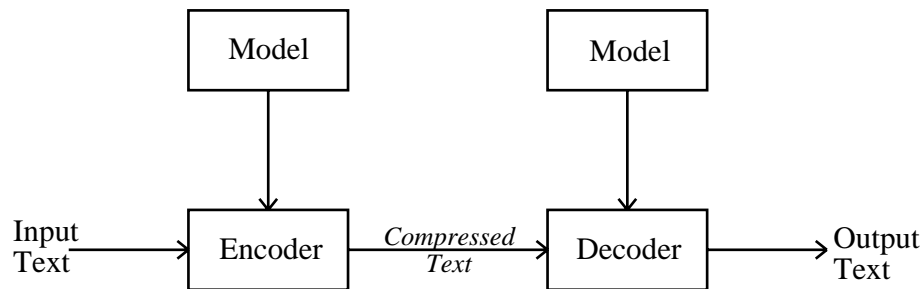 Model
Model
Input
Text
Encoder
Compressed
Text
Decoder
Output
Text